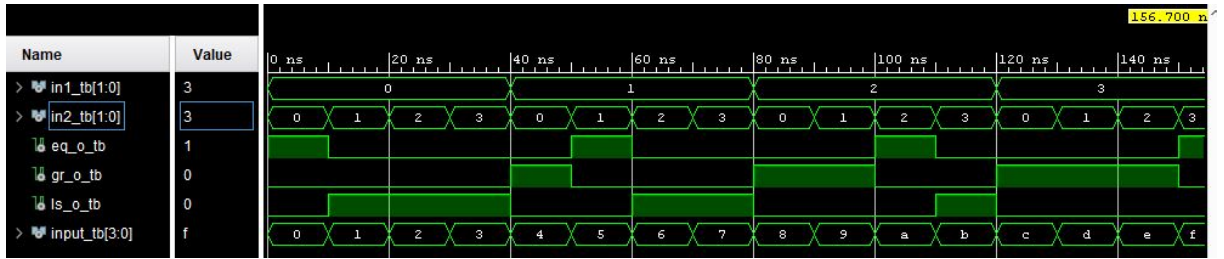 156.700 n
Name Value
0 ns 20 ns 40 ns 60 ns 80 ns 100 ns 120 ns 140 ns
in1_tb[1:0] 3 0 1 2 3
in2_tb[1:0] 3 0 1 2 3 0 1 2 3 0 1 2 3 0 1 2 3
eq_o_tb 1
gr_o_tb 0
ls_o_tb 0
input_tb[3:0] f 0 1 2 3 4 5 6 7 8 9 a b c d e f